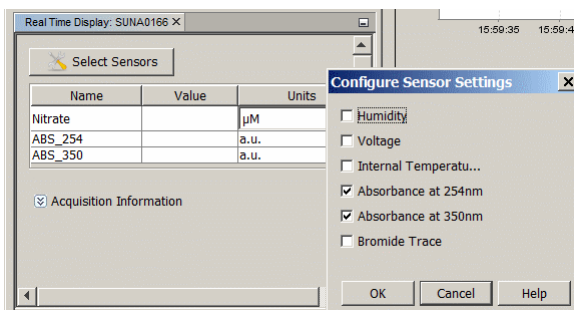 Real Time Display: SUNA0166 ×
Select Sensors
Name Value Units
Nitrate µM
ABS_254 a.u.
ABS_350 a.u.
Acquisition Information
15:59:35 15:59:4
Configure Sensor Settings X
Humidity
Voltage
Internal Temperatu...
Absorbance at 254nm
Absorbance at 350nm
Bromide Trace
OK Cancel Help